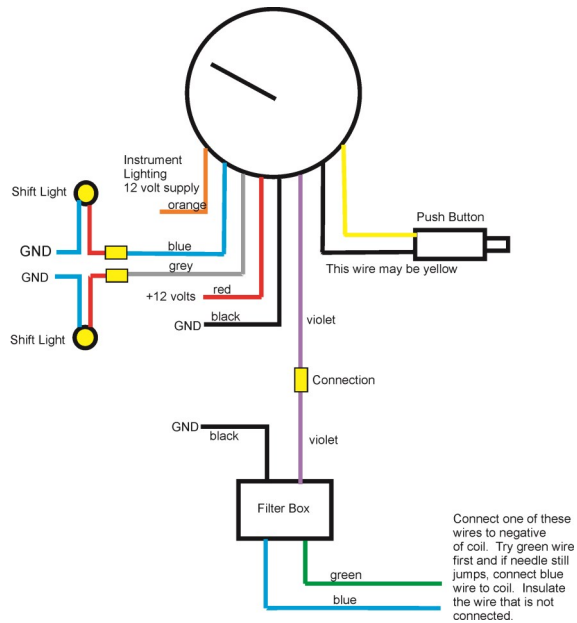 Instrument
Lighting
12 volt supply
orange
Shift Light
GND
blue
GND
grey
+12 volts
red
GND
black
Shift Light
violet
Push Button
This wire may be yellow
Connection
GND
black
violet
Filter Box
green
blue
Connect one of these
wires to negative
of coil. Try green wire
first and if needle still
jumps, connect blue
wire to coil. Insulate
the wire that is not
connected.